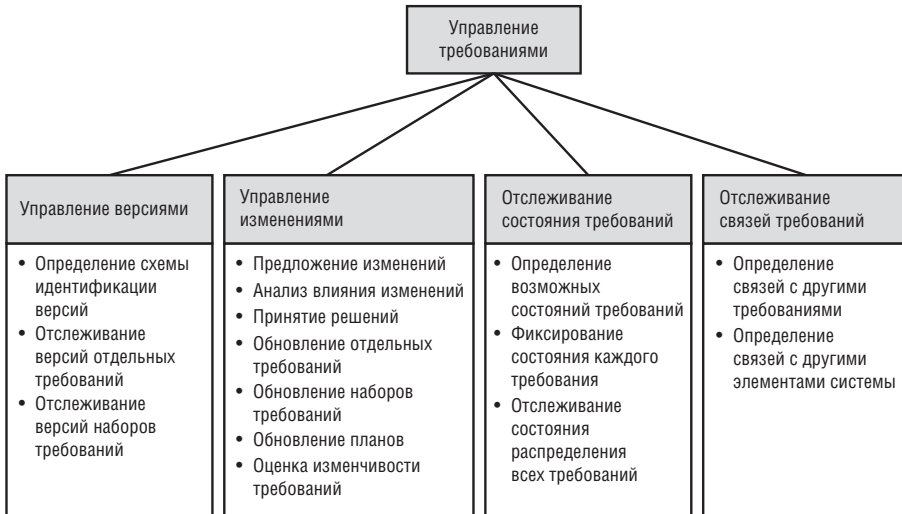 Управление
требованиями
Управление версиями
• Определение схемы
идентификации
версий
• Отслеживание
версий отдельных
требований
• Отслеживание
версий наборов
требований
Управление
изменениями
• Предложение изменений
• Анализ влияния изменений
• Принятие решений
• Обновление отдельных
требований
• Обновление наборов
требований
• Обновление планов
• Оценка изменчивости
требований
Отслеживание
состояния требований
• Определение
возможных
состояний требований
• Фиксирование
состояния каждого
требования
• Отслеживание
состояния
распределения
всех требований
Отслеживание
связей требований
• Определение
связей с другими
требованиями
• Определение
связей с другими
элементами системы